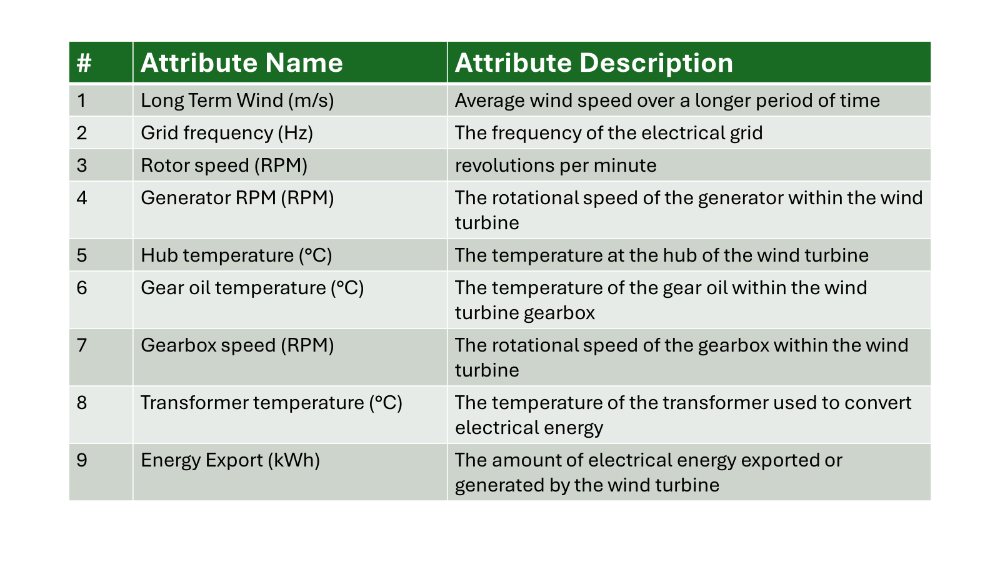 # Attribute Name Attribute Description
1 Long Term Wind (m/s) Average wind speed over a longer period of time
2 Grid frequency (Hz) The frequency of the electrical grid
3 Rotor speed (RPM) revolutions per minute
4 Generator RPM (RPM) The rotational speed of the generator within the wind
turbine
5 Hub temperature (°C) The temperature at the hub of the wind turbine
6 Gear oil temperature (°C) The temperature of the gear oil within the wind
turbine gearbox
7 Gearbox speed (RPM) The rotational speed of the gearbox within the wind
turbine
8 Transformer temperature (°C) The temperature of the transformer used to convert
electrical energy
9 Energy Export (kWh) The amount of electrical energy exported or
generated by the wind turbine